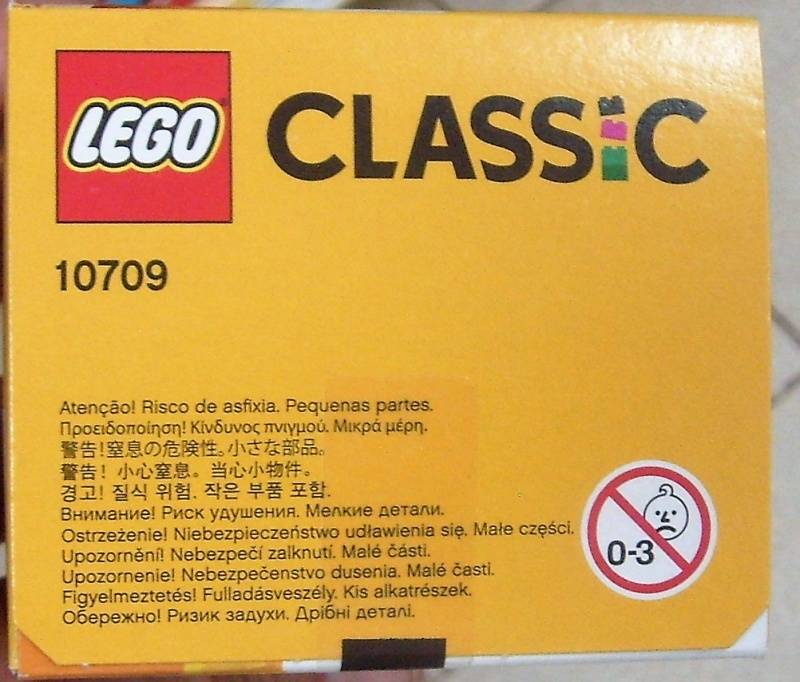 LEGO CLASSIC
10709
Atenção! Risco de asfixia. Pequenas partes.
Προειδοποίηση! Κίνδυνος πνιγμού. Μικρά μέρη.
警告!窒息の危険性。小さな部品。
警告! 小心窒息。当心小物件。
경고! 질식 위험. 작은 부품 포함.
Внимание! Риск удушения. Мелкие детали.
Ostrzeżenie! Niebezpieczeństwo udławienia się. Małe części.
Upozornění! Nebezpečí zalknutí. Malé části.
Upozornenie! Nebezpečenstvo dusenia. Malé časti.
Figyelmeztetés! Fulladásveszély. Kis alkatrészek.
Обережно! Ризик задухи. Дрібні деталі.
0-3